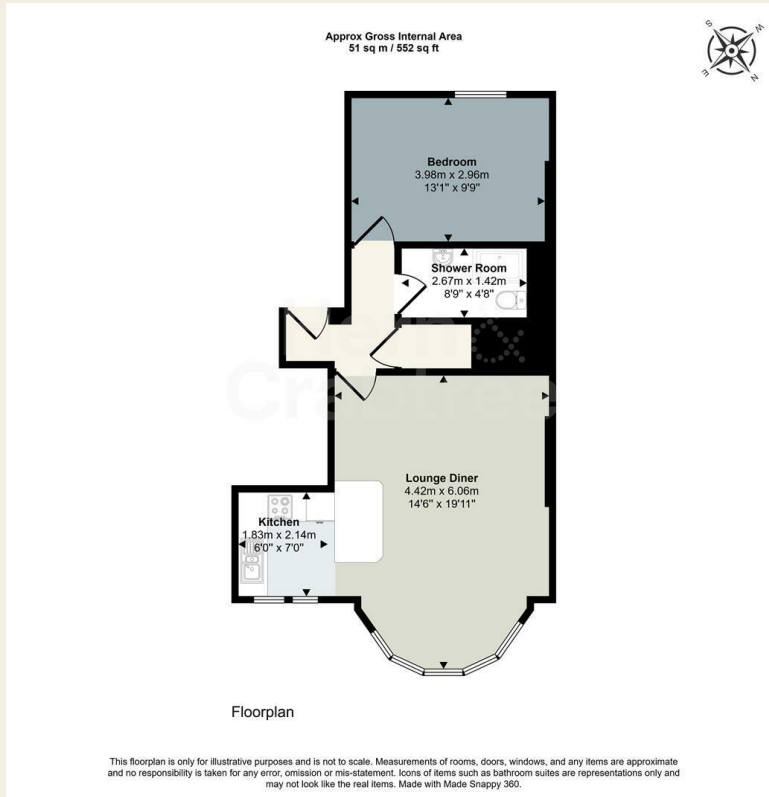 Approx Gross Internal Area
51 sq m / 552 sq ft
S
W
E
N
Bedroom
3.98m x 2.96m
13'1" x 9'9"
Shower Room
2.67m x 1.42m
8'9" x 4'8"
Crabtree
Lounge Diner
4.42m x 6.06m
14'6" x 19'11"
Kitchen
1.83m x 2.14m
6'0" x 7'0"
Floorplan
This floorplan is only for illustrative purposes and is not to scale. Measurements of rooms, doors, windows, and any items are approximate
and no responsibility is taken for any error, omission or mis-statement. Icons of items such as bathroom suites are representations only and
may not look like the real items. Made with Made Snappy 360.